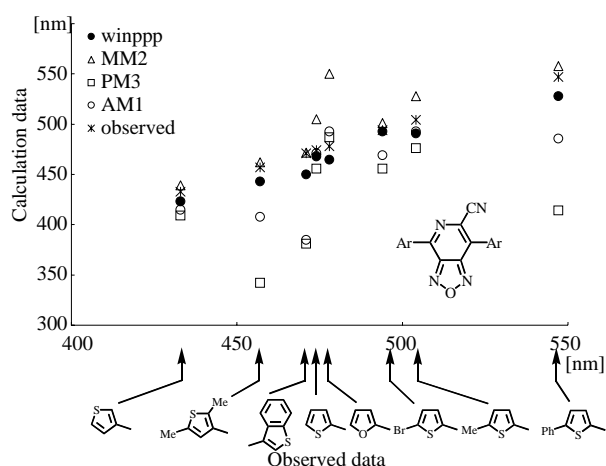 [nm]
winppp
MM2
PM3
AM1
observed
Calculation data
550
500
450
400
350
300
400
450
500
550
[nm]
CN
N
Ar
Ar
N
N
O
S
Me
S
Me
S
S
O
Br
S
Me
S
Ph
S
Observed data